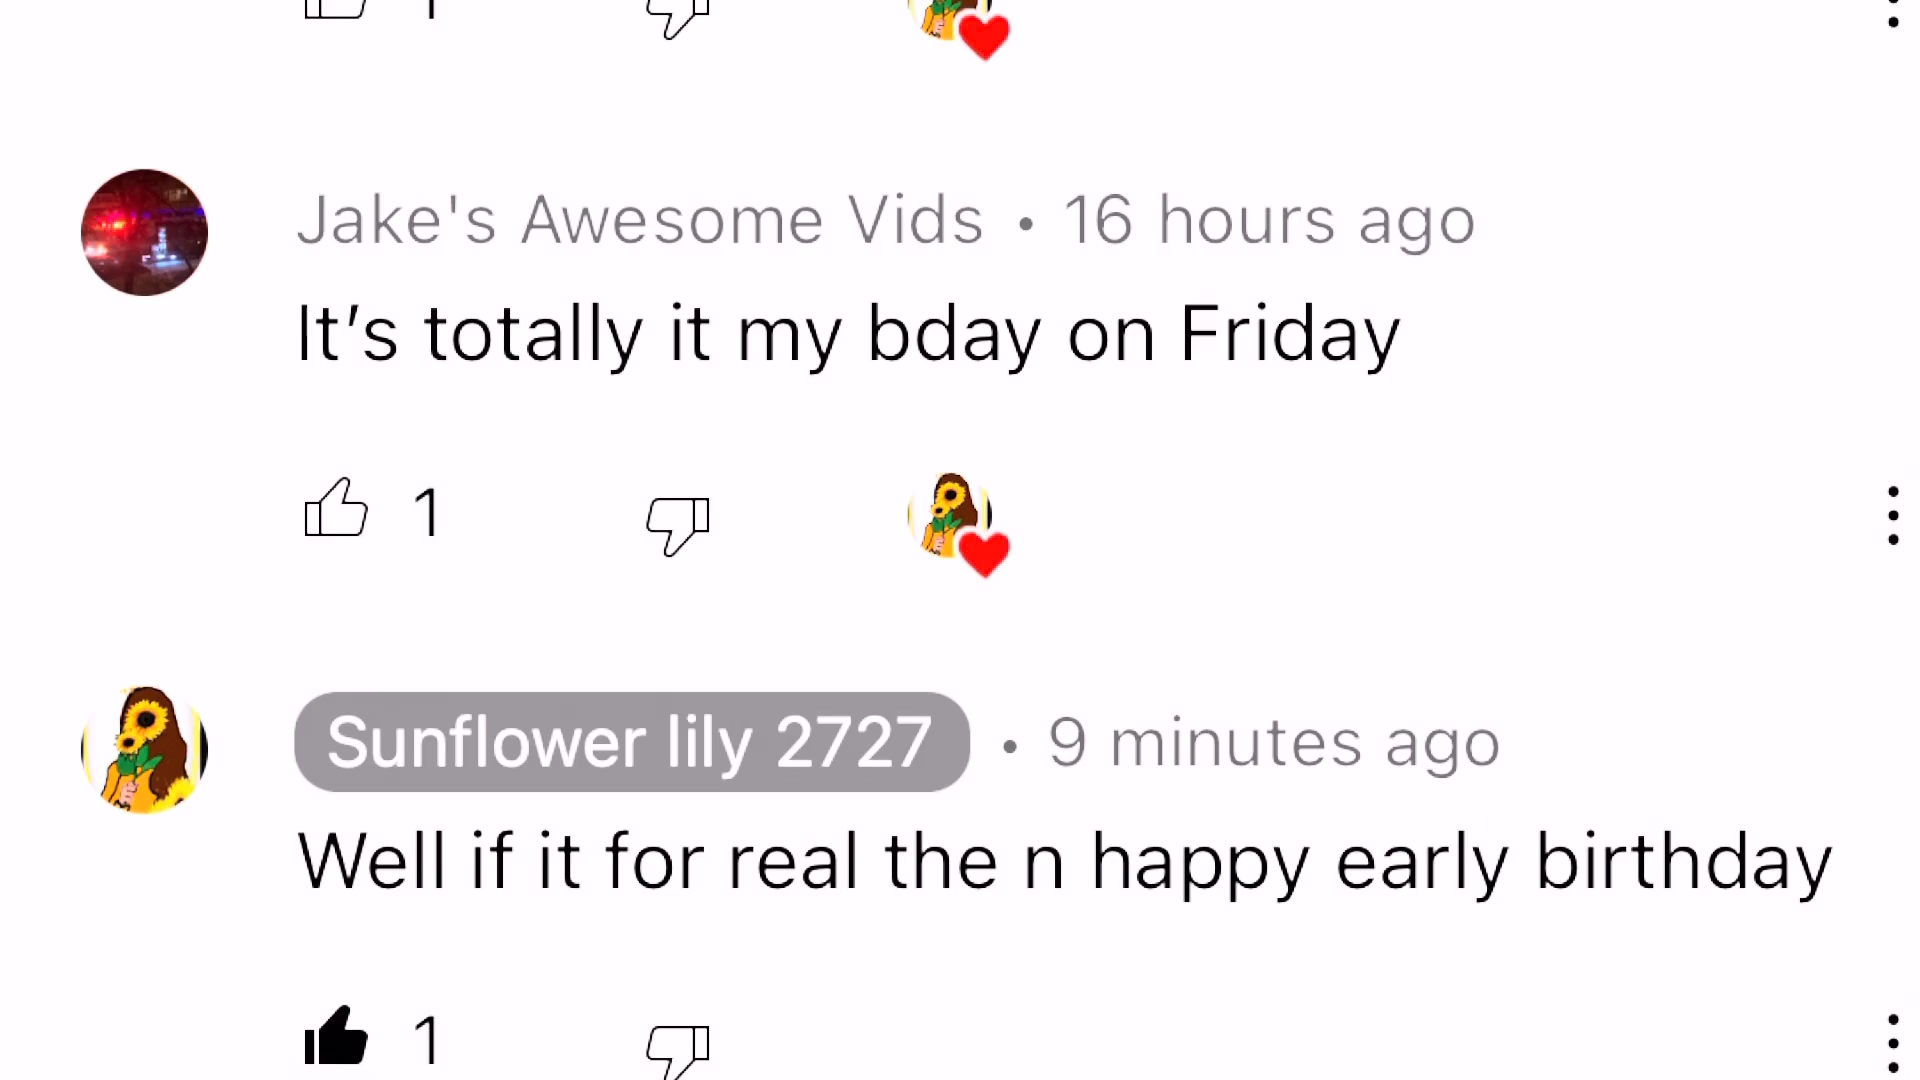 1
Jake's Awesome Vids • 16 hours ago
It’s totally it my bday on Friday
1
Sunflower lily 2727 • 9 minutes ago
Well if it for real the n happy early birthday
1